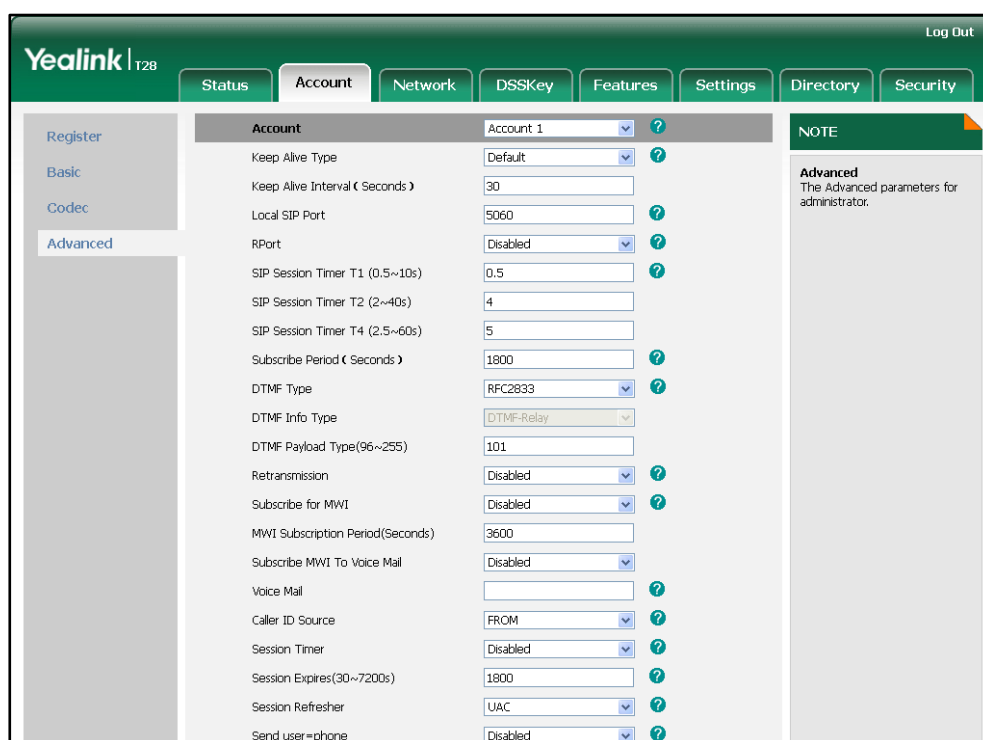 Log Out
Yealink | T28
Status Account Network DSSKey Features Settings Directory Security
Register
Basic
Codec
Advanced
Account Account 1 ?
Keep Alive Type Default ?
Keep Alive Interval ( Seconds ) 30
Local SIP Port 5060 ?
RPort Disabled ?
SIP Session Timer T1 (0.5~10s) 0.5 ?
SIP Session Timer T2 (2~40s) 4
SIP Session Timer T4 (2.5~60s) 5
Subscribe Period ( Seconds ) 1800 ?
DTMF Type RFC2833 ?
DTMF Info Type DTMF-Relay
DTMF Payload Type(96~255) 101
Retransmission Disabled ?
Subscribe for MWI Disabled ?
MWI Subscription Period(Seconds) 3600
Subscribe MWI To Voice Mail Disabled
Voice Mail ?
Caller ID Source FROM ?
Session Timer Disabled ?
Session Expires(30~7200s) 1800 ?
Session Refresher UAC ?
Send user=phone Disabled ?
NOTE
Advanced
The Advanced parameters for
administrator.